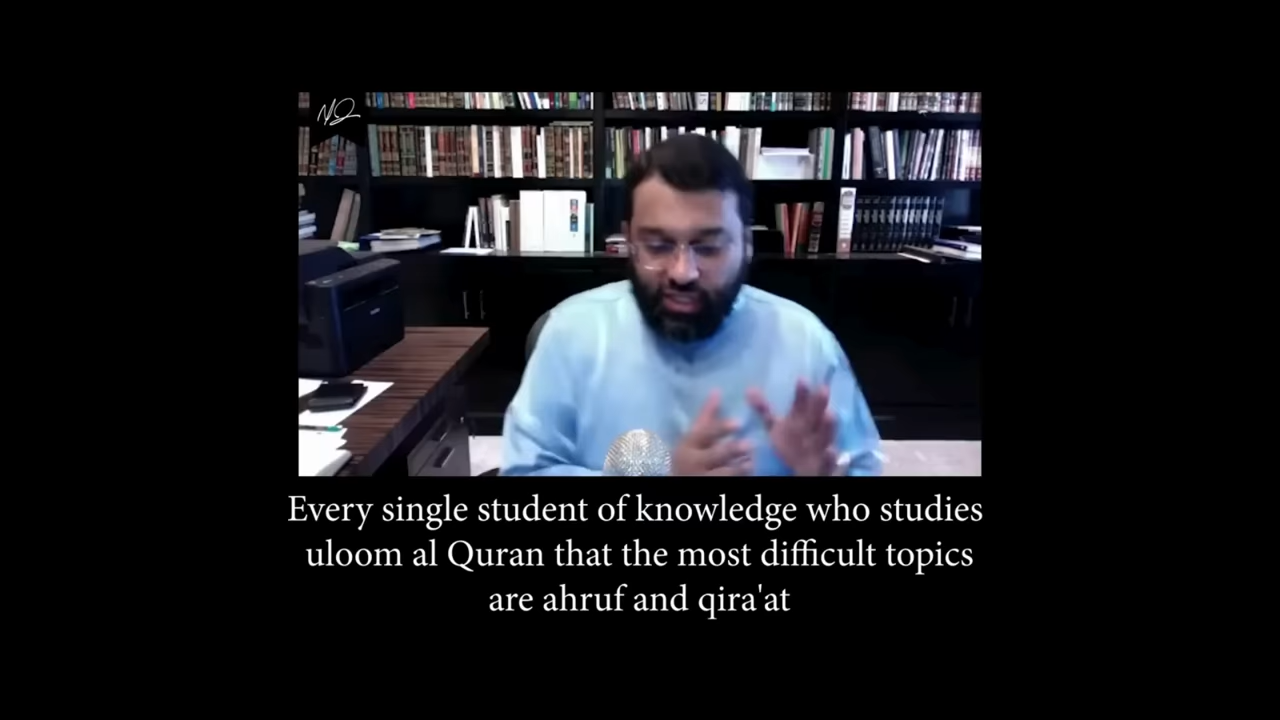 Every single student of knowledge who studies
uloom al Quran that the most difficult topics
are ahruf and qira'at